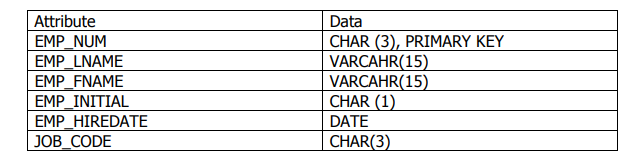 Attribute Data
EMP_NUM CHAR (3), PRIMARY KEY
EMP_LNAME VARCAHR(15)
EMP_FNAME VARCAHR(15)
EMP_INITIAL CHAR (1)
EMP_HIREDATE DATE
JOB_CODE CHAR(3)